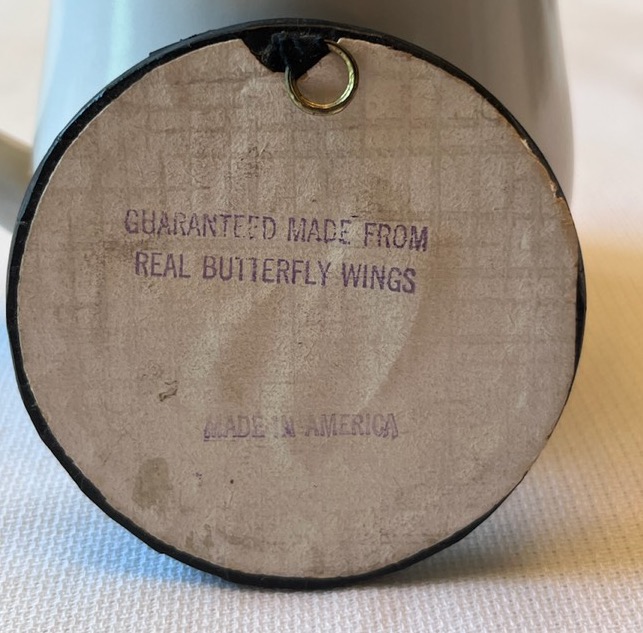 GUARANTEED MADE FROM
REAL BUTTERFLY WINGS
MADE IN AMERICA